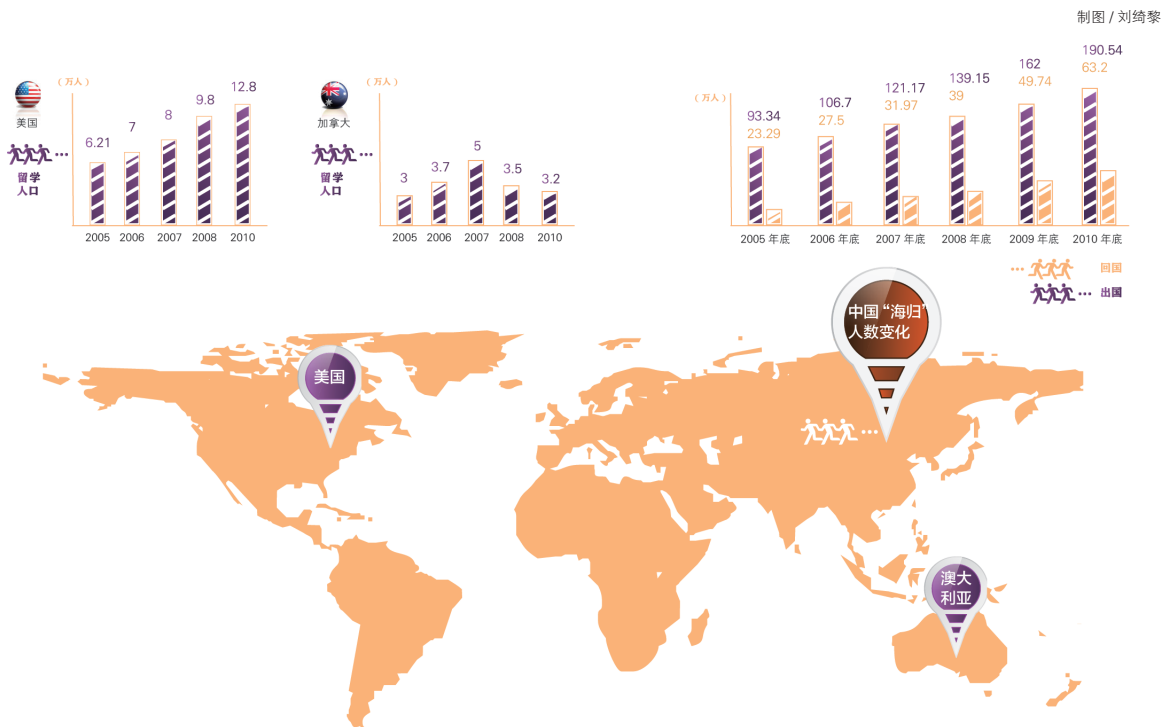 制图 / 刘绮黎
(万人)
美国
留学
人口
6.21
7
8
9.8
12.8
2005
2006
2007
2008
2010
(万人)
加拿大
留学
人口
3
3.7
5
3.5
3.2
2005
2006
2007
2008
2010
(万人)
93.34
23.29
106.7
27.5
121.17
31.97
139.15
39
162
49.74
190.54
63.2
2005 年底
2006 年底
2007 年底
2008 年底
2009 年底
2010 年底
回国
出国
中国“海归”
人数变化
美国
澳大
利亚